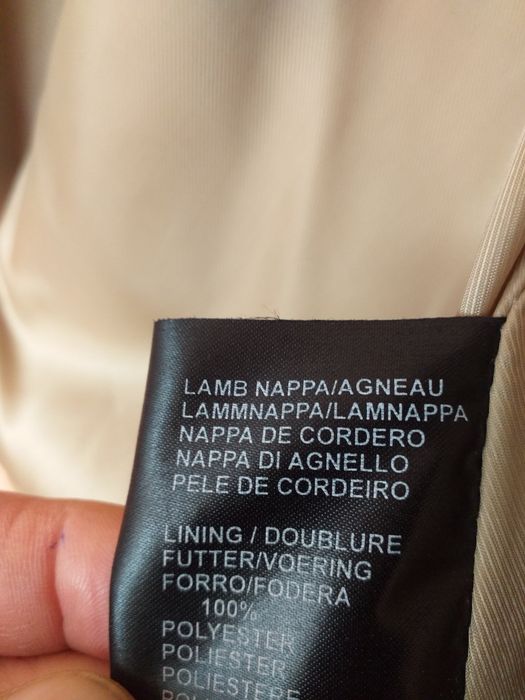 LAMB NAPPA/AGNEAU
LAMMNAPPA/LAMNAPPA
NAPPA DE CORDERO
NAPPA DI AGNELLO
PELE DE CORDEIRO
LINING / DOUBLURE
FUTTER/VOERING
FORRO/FODERA
100%
POLYESTER
POLIESTER
POLIESTERE